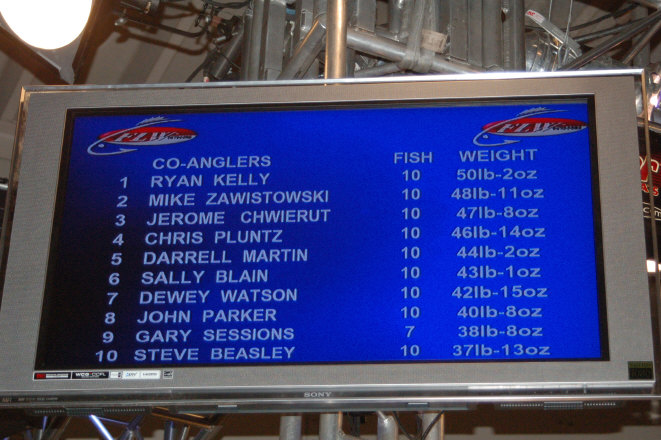 FLW FLW
CO-ANGLERS FISH WEIGHT
1 RYAN KELLY 10 50lb-2oz
2 MIKE ZAWISTOWSKI 10 48lb-11oz
3 JEROME CHWIERUT 10 47lb-8oz
4 CHRIS PLUNTZ 10 46lb-14oz
5 DARRELL MARTIN 10 44lb-2oz
6 SALLY BLAIN 10 43lb-1oz
7 DEWEY WATSON 10 42lb-15oz
8 JOHN PARKER 10 40lb-8oz
9 GARY SESSIONS 7 38lb-8oz
10 STEVE BEASLEY 10 37lb-13oz
SONY